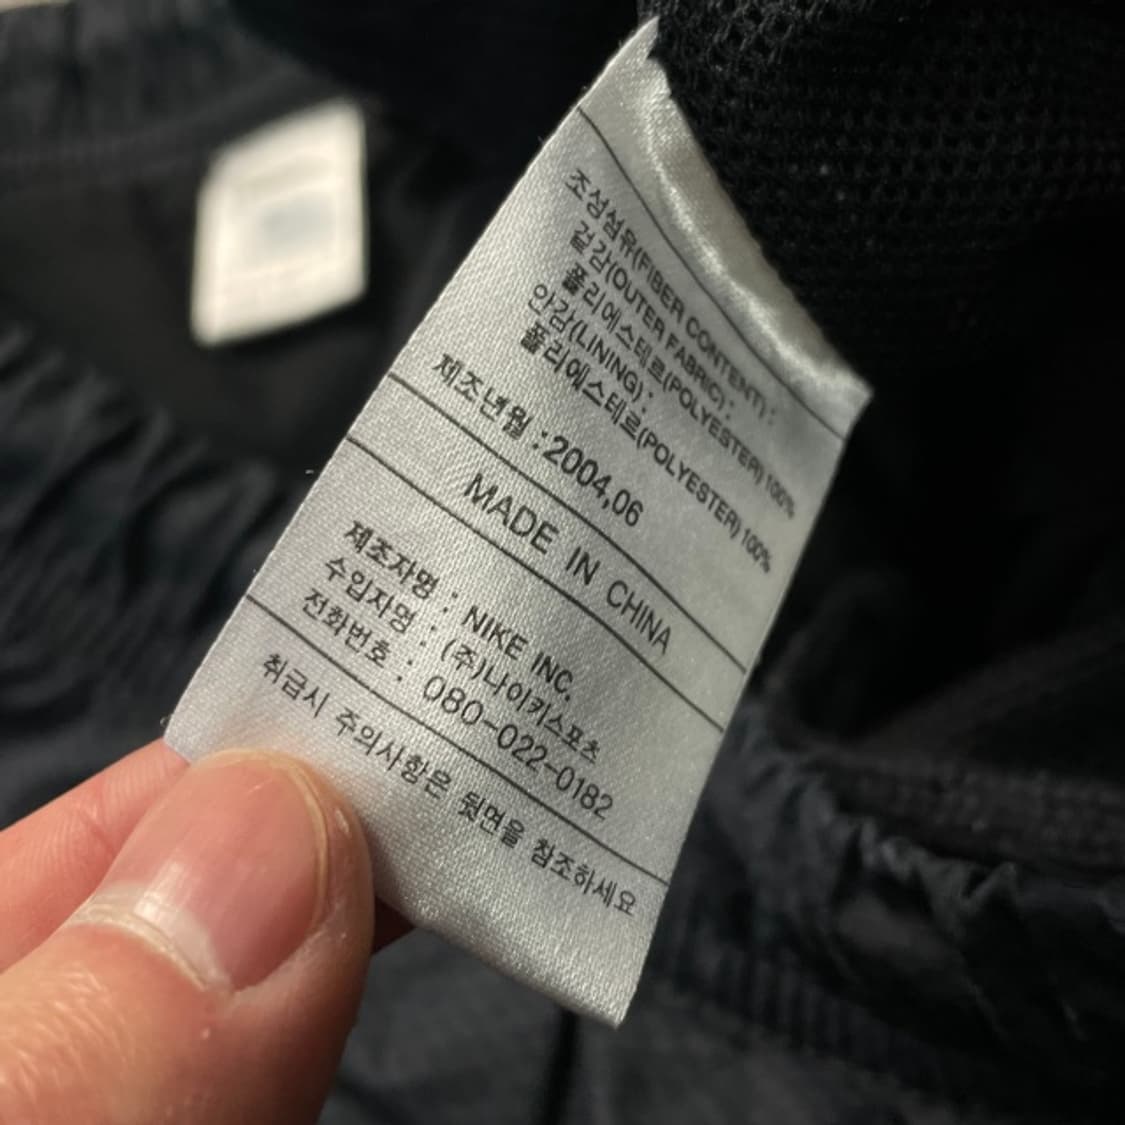 조성섬유(FIBER CONTENT) :
겉감(OUTER FABRIC) :
폴리에스테르(POLYESTER) 100%
안감(LINING) :
폴리에스테르(POLYESTER) 100%
제조년월 : 2004,06
MADE IN CHINA
제조자명 : NIKE INC.
수입자명 : (주)나이키스포츠
전화번호 : 080-022-0182
취급시 주의사항은 뒷면을 참조하세요